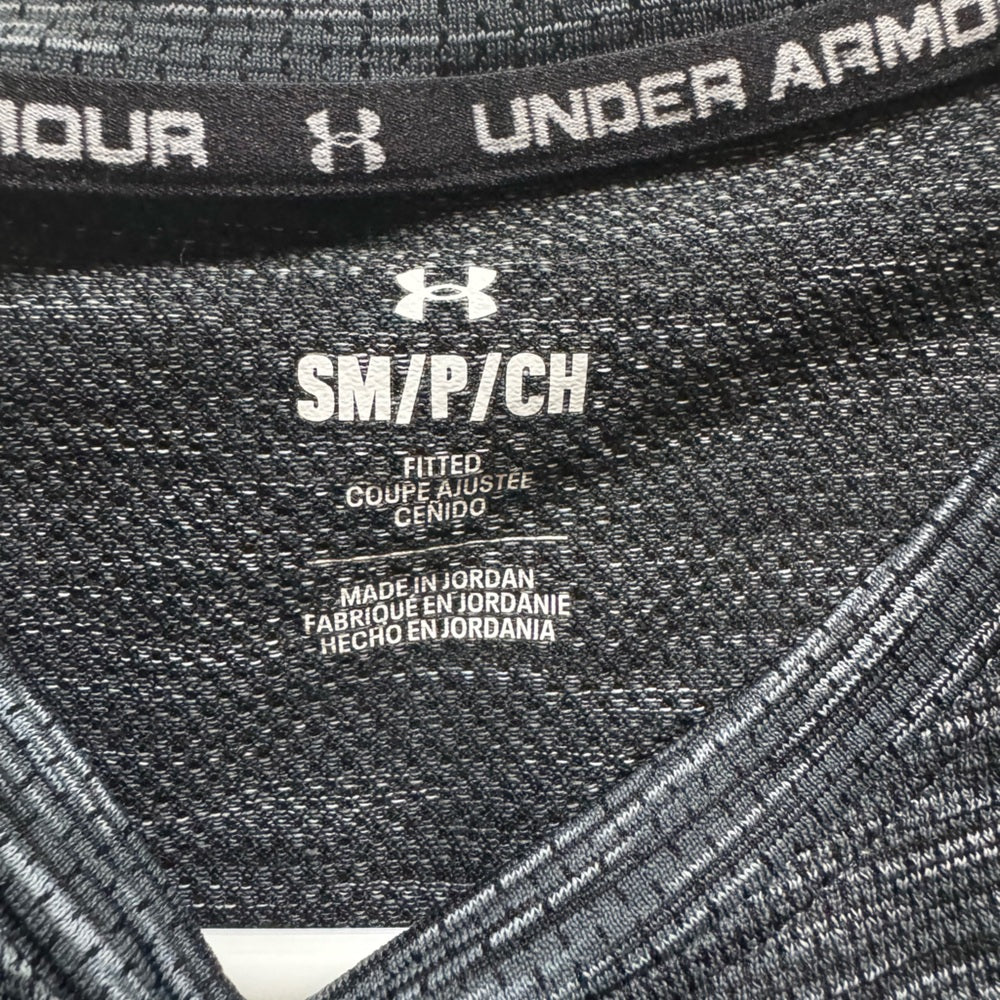 MOUR UNDER ARMO
SM/P/CH
FITTED
COUPE AJUSTÉE
CEÑIDO
MADE IN JORDAN
FABRIQUÉ EN JORDANIE
HECHO EN JORDANIA